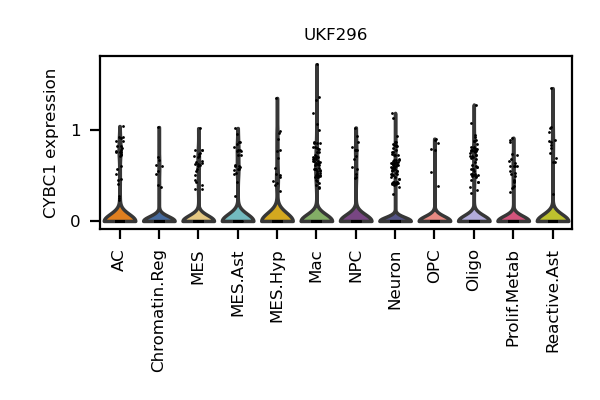 UKF296
CYBC1 expression
1
0
AC
Chromatin.Reg
MES
MES.Ast
MES.Hyp
Mac
NPC
Neuron
OPC
Oligo
Prolif.Metab
Reactive.Ast